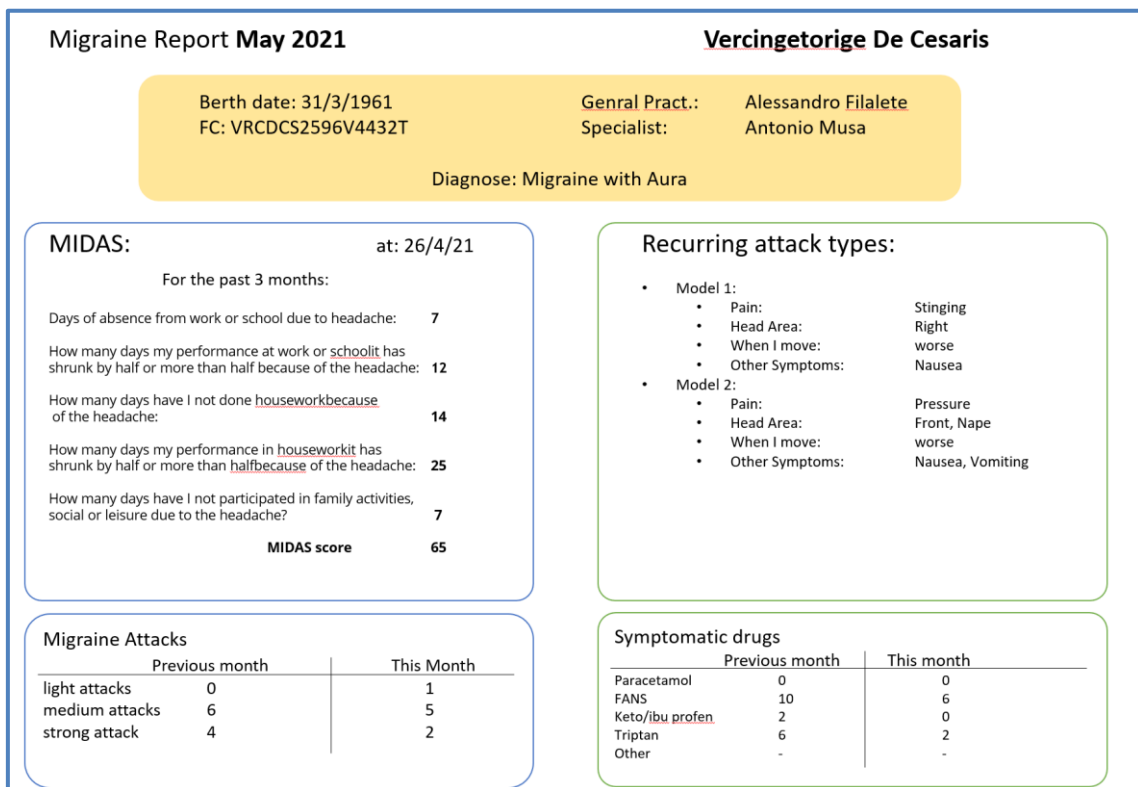 Migraine Report May 2021
Vercingetorige De Cesaris
Berth date: 31/3/1961
FC: VRCDCS2596V4432T
Genral Pract.: Alessandro Filalete
Specialist: Antonio Musa
Diagnose: Migraine with Aura
MIDAS: at: 26/4/21
For the past 3 months:
Days of absence from work or school due to headache: 7
How many days my performance at work or schoolit has
shrunk by half or more than half because of the headache: 12
How many days have I not done houseworkbecause
of the headache: 14
How many days my performance in houseworkit has
shrunk by half or more than halfbecause of the headache: 25
How many days have I not participated in family activities,
social or leisure due to the headache? 7
MIDAS score 65
Recurring attack types:
• Model 1:
• Pain: Stinging
• Head Area: Right
• When I move: worse
• Other Symptoms: Nausea
• Model 2:
• Pain: Pressure
• Head Area: Front, Nape
• When I move: worse
• Other Symptoms: Nausea, Vomiting
Migraine Attacks
Previous month This Month
light attacks 0 1
medium attacks 6 5
strong attack 4 2
Symptomatic drugs
Previous month This month
Paracetamol 0 0
FANS 10 6
Keto/ibu profen 2 0
Triptan 6 2
Other - -